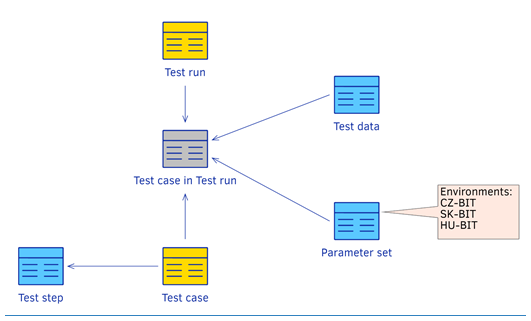 Test run
Test data
Test case in Test run
Environments:
CZ-BIT
SK-BIT
HU-BIT
Parameter set
Test step
Test case